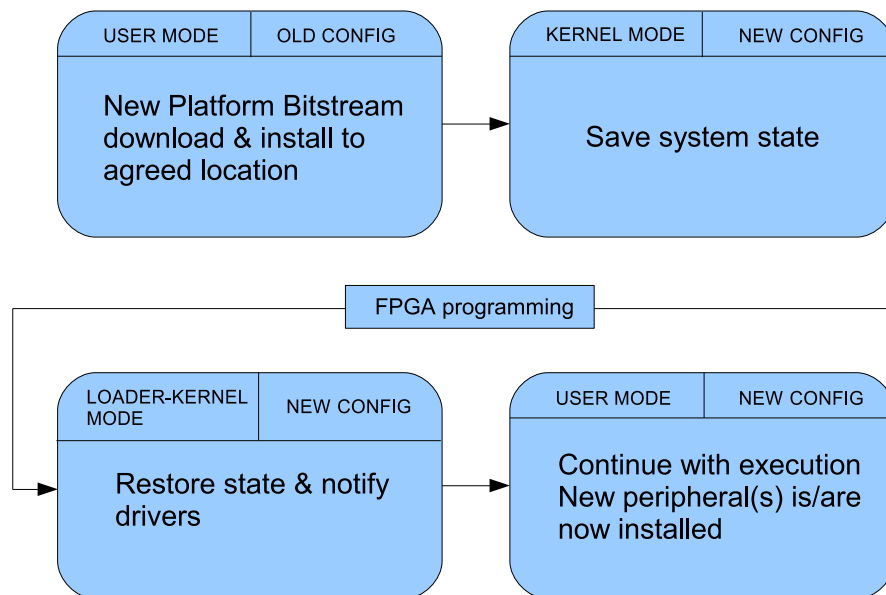 USER MODE
OLD CONFIG
New Platform Bitstream
download & install to
agreed location
KERNEL MODE
NEW CONFIG
Save system state
FPGA programming
LOADER-KERNEL
MODE
NEW CONFIG
Restore state & notify
drivers
USER MODE
NEW CONFIG
Continue with execution
New peripheral(s) is/are
now installed